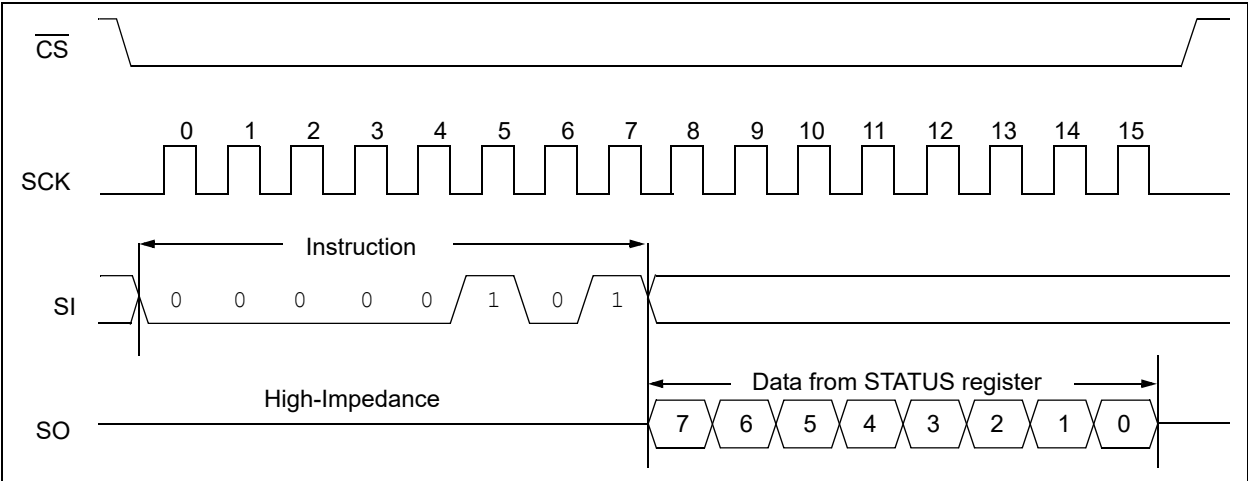 CS
0 1 2 3 4 5 6 7 8 9 10 11 12 13 14 15
SCK
Instruction
SI 0 0 0 0 0 1 0 1
Data from STATUS register
High-Impedance
SO 7 6 5 4 3 2 1 0